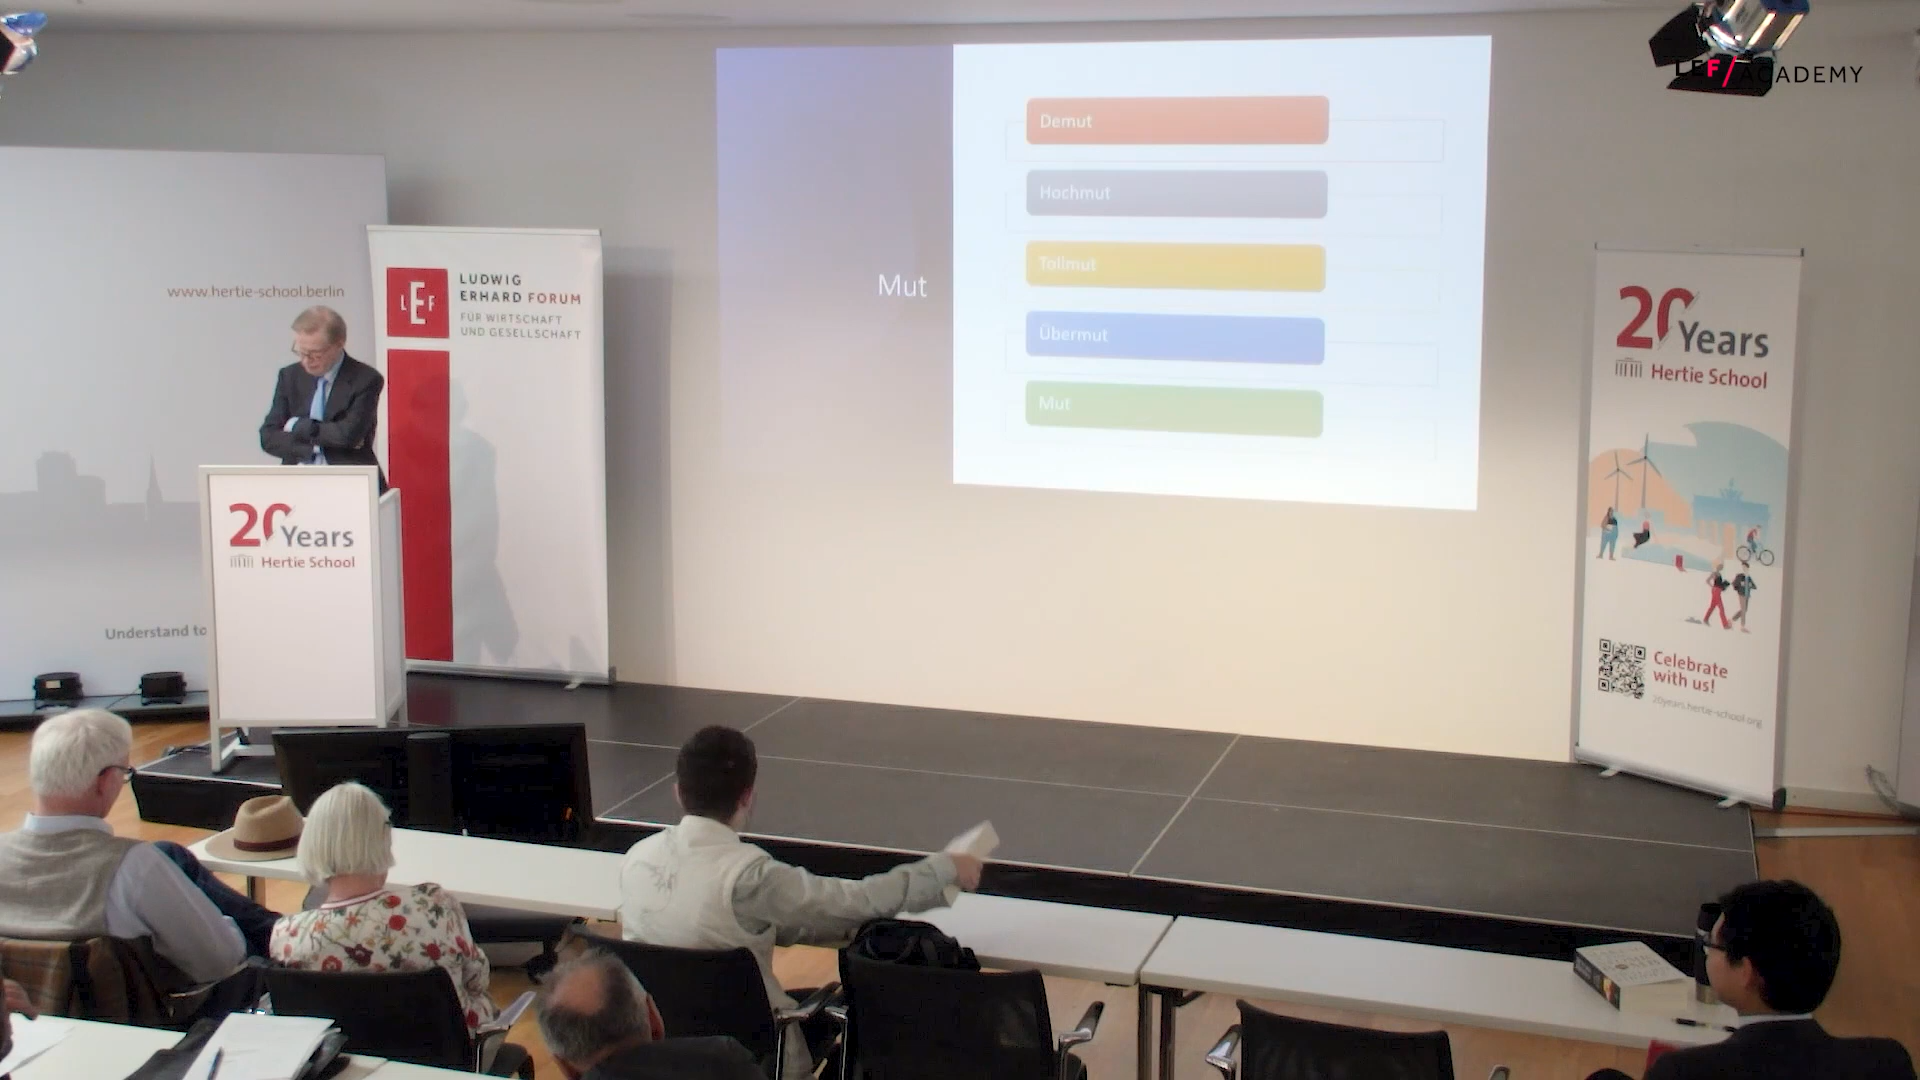 LEF/ACADEMY
Mut
Demut
Hochmut
Tollmut
Übermut
Mut
www.hertie-school.berlin
Understand to
LEF
LUDWIG
ERHARD FORUM
FÜR WIRTSCHAFT
UND GESELLSCHAFT
20 Years
Hertie School
20 Years
Hertie School
Celebrate
with us!
20years.hertie-school.org